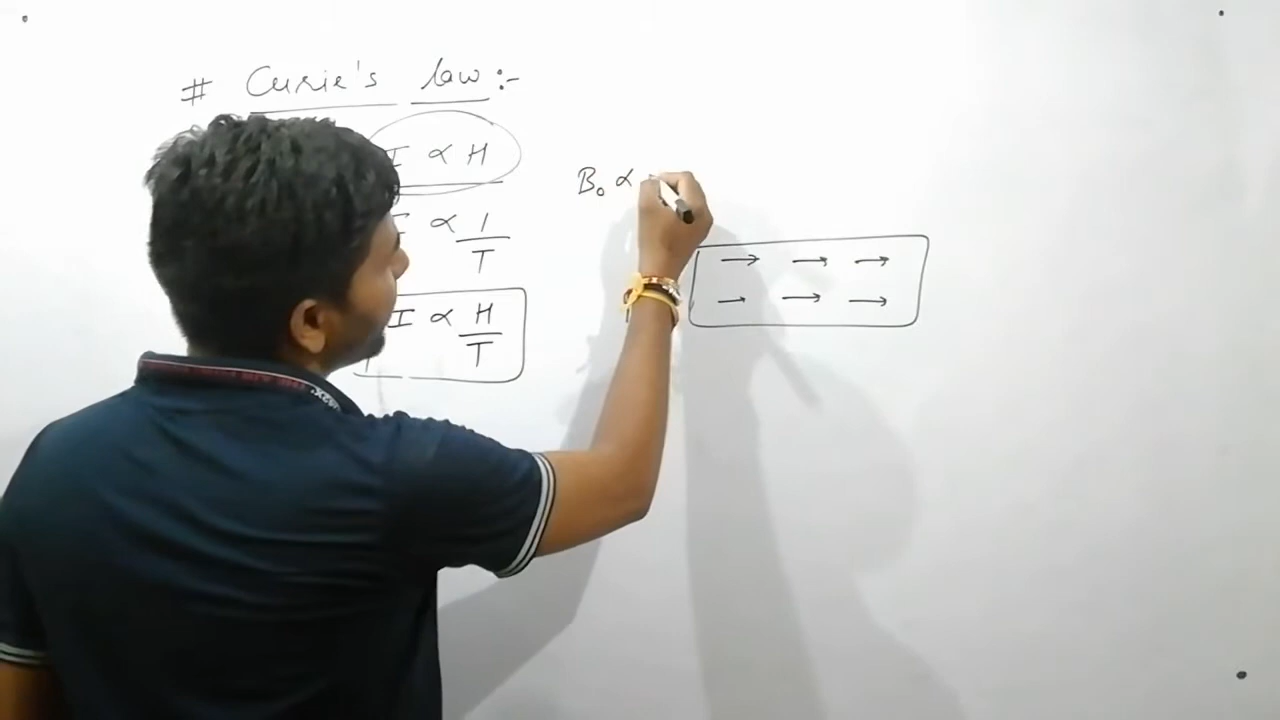 # Curie's law :-
I ∝ H
I ∝ 1/T
I ∝ H/T
B₀ ∝